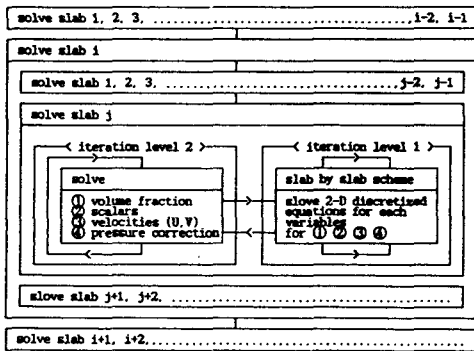 solve slab 1, 2, 3, ................................i-2, i-1
solve slab i
solve slab 1, 2, 3, ................................j-2, j-1
solve slab j
iteration level 2
iteration level 1
solve
① volume fraction
② scalars
③ velocities (U,V)
④ pressure correction
slab by slab scheme
slove 2-D discretized
equations for each
variables
for ① ② ③ ④
slove slab j+1, j+2, ................................
solve slab i+1, i+2, ................................